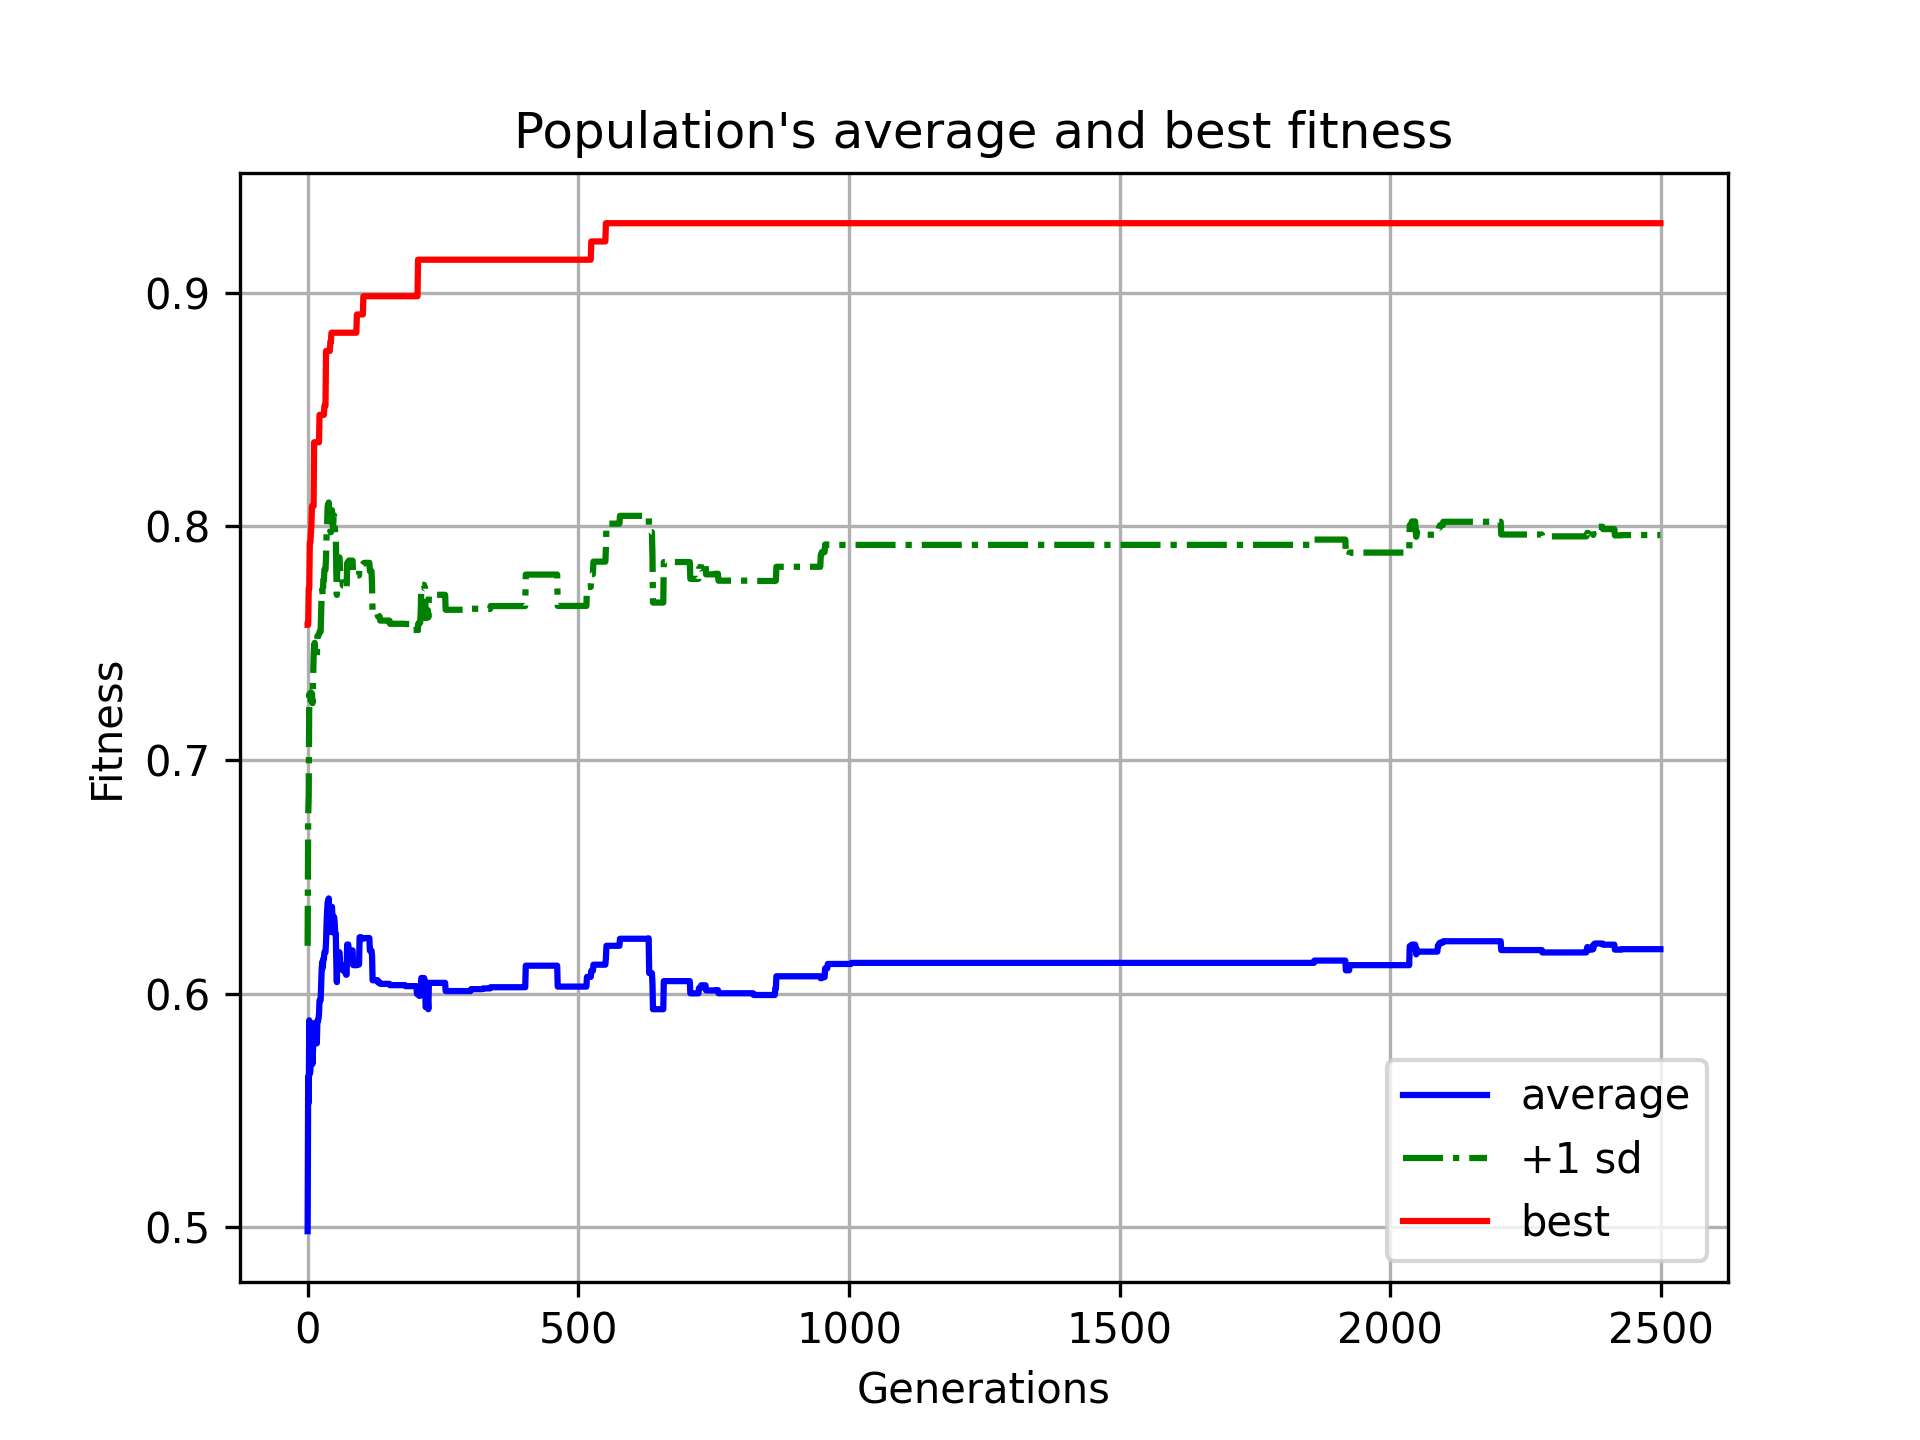 Population's average and best fitness
Fitness
0.9
0.8
0.7
0.6
0.5
0
500
1000
1500
2000
2500
Generations
average
+1 sd
best